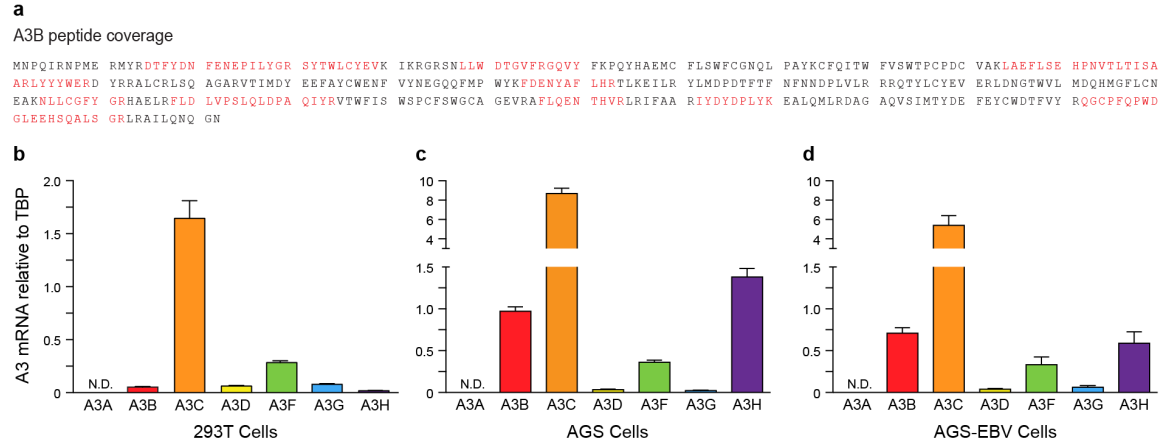 a
A3B peptide coverage
MNPQIRNPME RMYRDTFYDN FENEPILYGR SYTWLCYEVK IKRGRSNLLW DTGVFRGQVY FKPQYHAEMC FLSWFCGNQL PAYKCFQITW FVSWTPCPDC VAKLAEFLSE HPNVTLTISA
ARLYYYWERD YRRALCRLSQ AGARVTIMDY EEFAYCWENF VYNEGQQFMP WYKFDENYAF LHRTLKEILR YLMDPDTFTF NFNNDPLVLR RRQTYLCYEV ERLDNGTWVL MDQHMGFLCN
EAKNLLCGFY GRHAELRFLD LVPSLQLDPA QIYRVTWFIS WSPCFSWGCA GEVRAFLQEN THVRLRIFAA RIYDYDPLYK EALQMLRDAG AQVSIMTYDE FEYCWDTFVY RQGCPFQPWD
GLEEHSQALS GRLRAILQNQ GN
b
c
d
A3 mRNA relative to TBP
2.0
1.5
1.0
0.5
0
N.D.
A3A A3B A3C A3D A3F A3G A3H
293T Cells
10
8
6
4
1.5
1.0
0.5
0
N.D.
A3A A3B A3C A3D A3F A3G A3H
AGS Cells
10
8
6
4
1.5
1.0
0.5
0
N.D.
A3A A3B A3C A3D A3F A3G A3H
AGS-EBV Cells